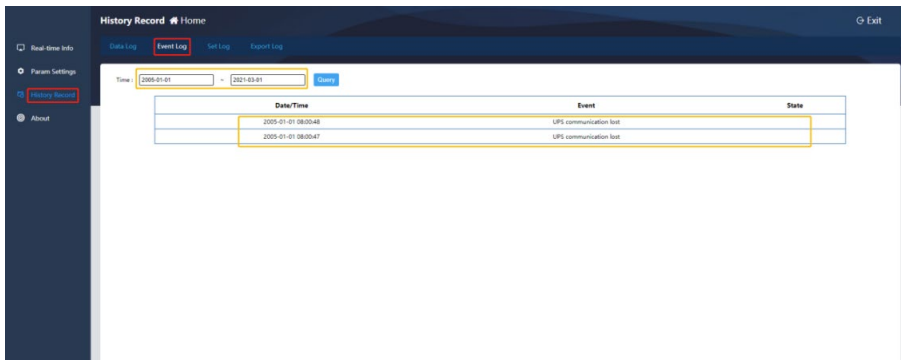 History Record Home
Exit
Real-time Info
Param Settings
History Record
About
Data Log Event Log Set Log Export Log
Time : 2005-01-01 ~ 2021-03-01 Query
Date/Time Event State
2005-01-01 08:00:48 UPS communication lost
2005-01-01 08:00:47 UPS communication lost